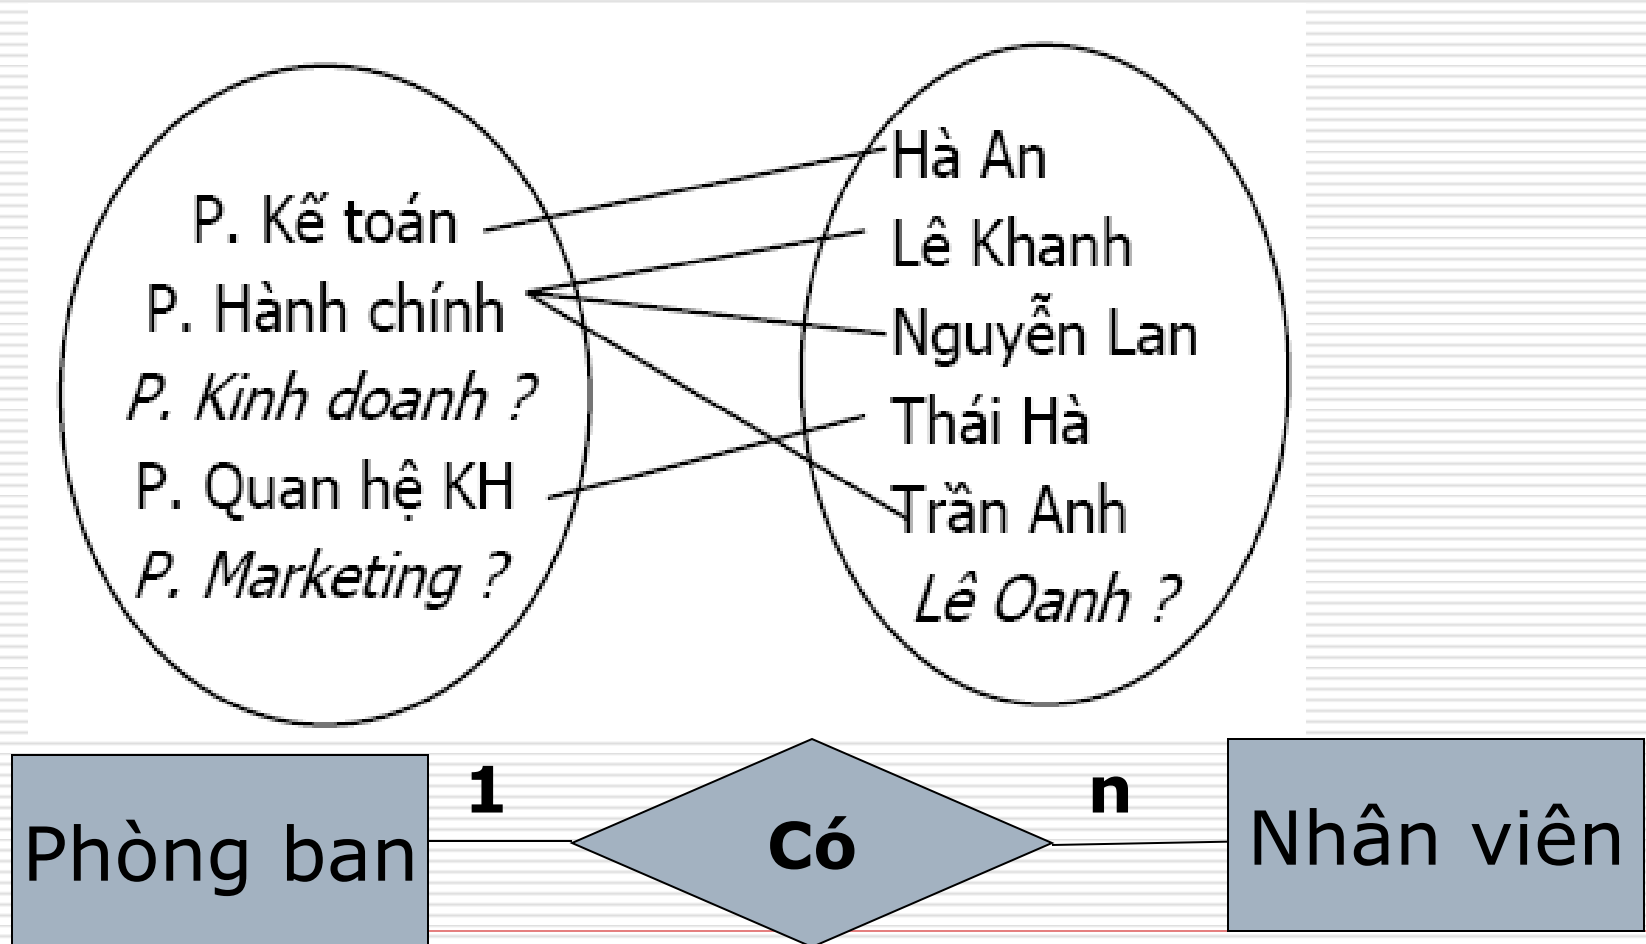 P. Kế toán
P. Hành chính
P. Kinh doanh ?
P. Quan hệ KH
P. Marketing ?
Hà An
Lê Khanh
Nguyễn Lan
Thái Hà
Trần Anh
Lê Oanh ?
Phòng ban
1
Có
n
Nhân viên